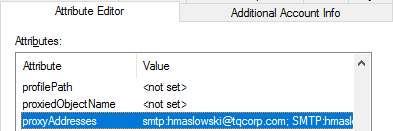 Attribute Editor Additional Account Info
Attributes:
Attribute Value
profilePath <not set>
proxiedObjectName <not set>
proxyAddresses smtp:hmaslowski@tqcorp.com; SMTP:hmaslo